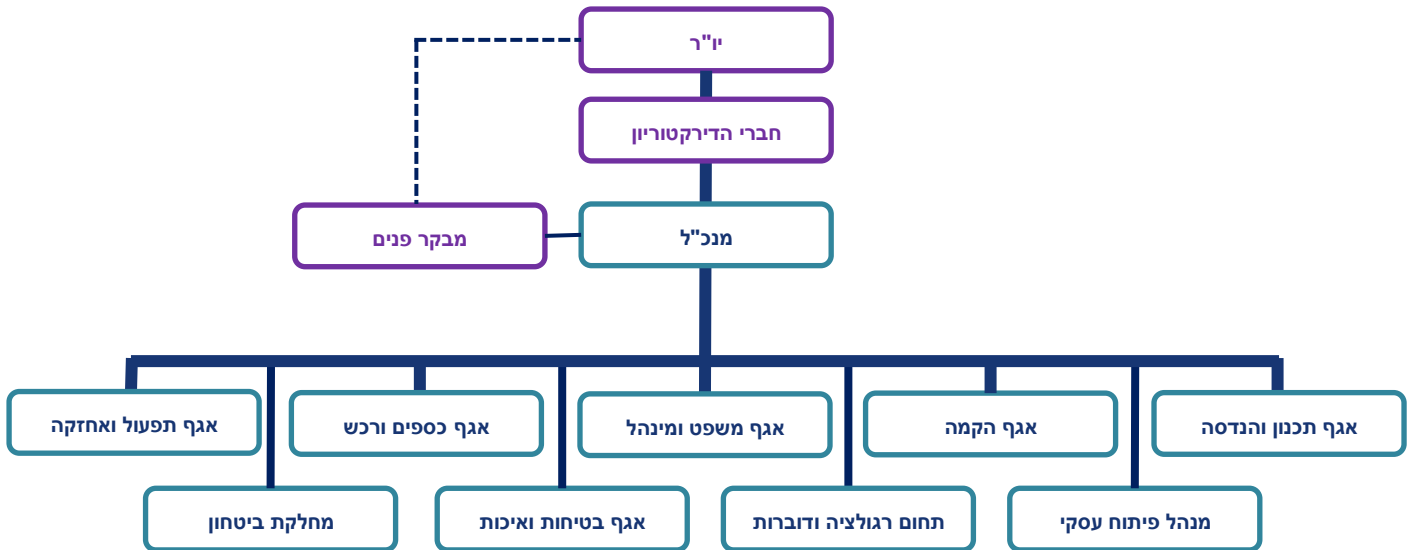 יו"ר
חברי הדירקטוריון
מנכ"ל
מבקר פנים
אגף תכנון והנדסה
אגף הקמה
אגף משפט ומינהל
אגף כספים ורכש
אגף תפעול ואחזקה
מנהל פיתוח עסקי
תחום רגולציה ודוברות
אגף בטיחות ואיכות
מחלקת ביטחון